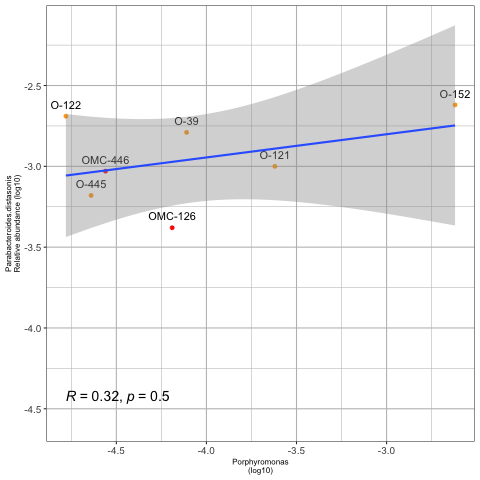 O-152
-2.5
O-122
O-39
O-121
OMC-446
-3.0
O-445
OMC-126
-3.5
-4.0
R = 0.32, p = 0.5
-4.5
-4.5 -4.0 -3.5 -3.0
Porphyromonas
(log10)
Parabacteroides.distasonis
Relative abundance (log10)